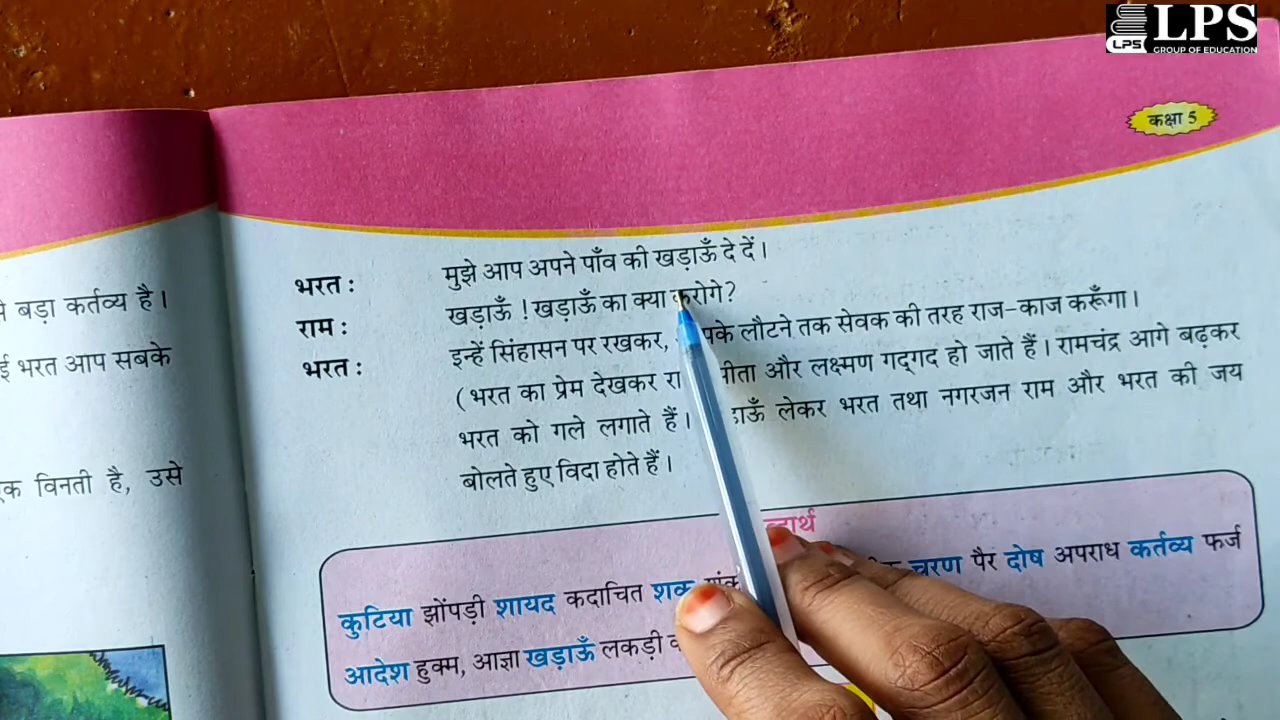 LPS
LPS
GROUP OF EDUCATION
कक्षा 5
बड़ा कर्तव्य है।
भरत आप सबके
विनती है, उसे
भरत : मुझे आप अपने पाँव की खड़ाऊँ दे दें।
राम : खड़ाऊँ ! खड़ाऊँ का क्या करोगे?
भरत : इन्हें सिंहासन पर रखकर, लौटने तक सेवक की तरह राज-काज करूँगा।
(भरत का प्रेम देखकर और लक्ष्मण गद्‌गद हो जाते हैं। रामचंद्र आगे बढ़कर
भरत को गले लगाते हैं। लेकर भरत तथा नगरजन राम और भरत की जय
बोलते हुए विदा होते हैं।
कुटिया झोंपड़ी शायद कदाचित शक चरण पैर दोष अपराध कर्तव्य फर्ज
आदेश हुक्म, आज्ञा खड़ाऊँ लकड़ी